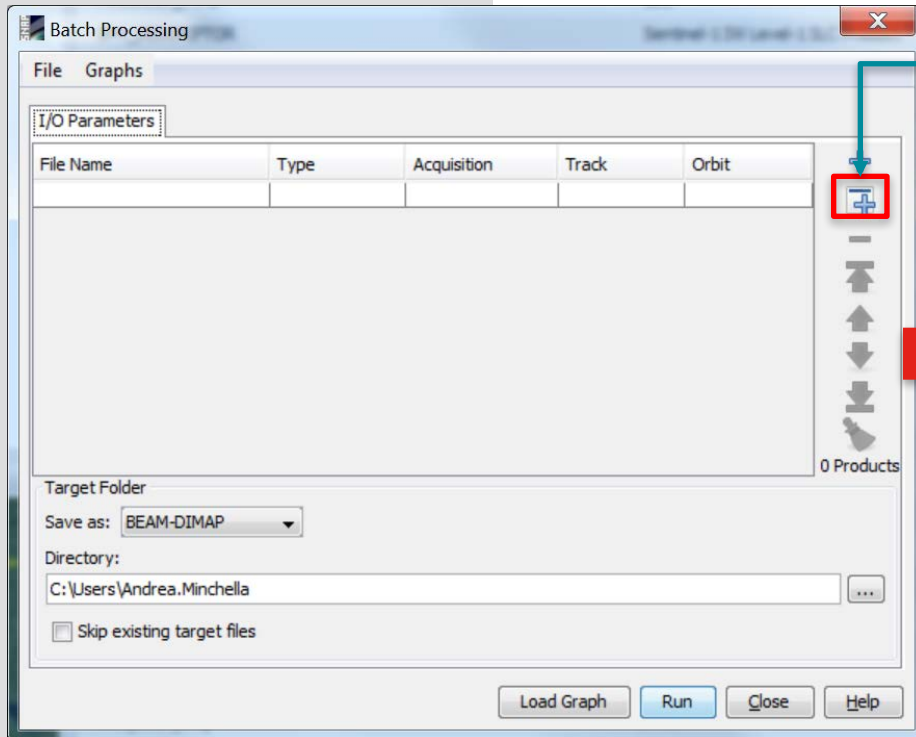 Batch Processing
File Graphs
I/O Parameters
File Name Type Acquisition Track Orbit
0 Products
Target Folder
Save as: BEAM-DIMAP
Directory:
C:\Users\Andrea.Minchella
...
Skip existing target files
Load Graph Run Close Help